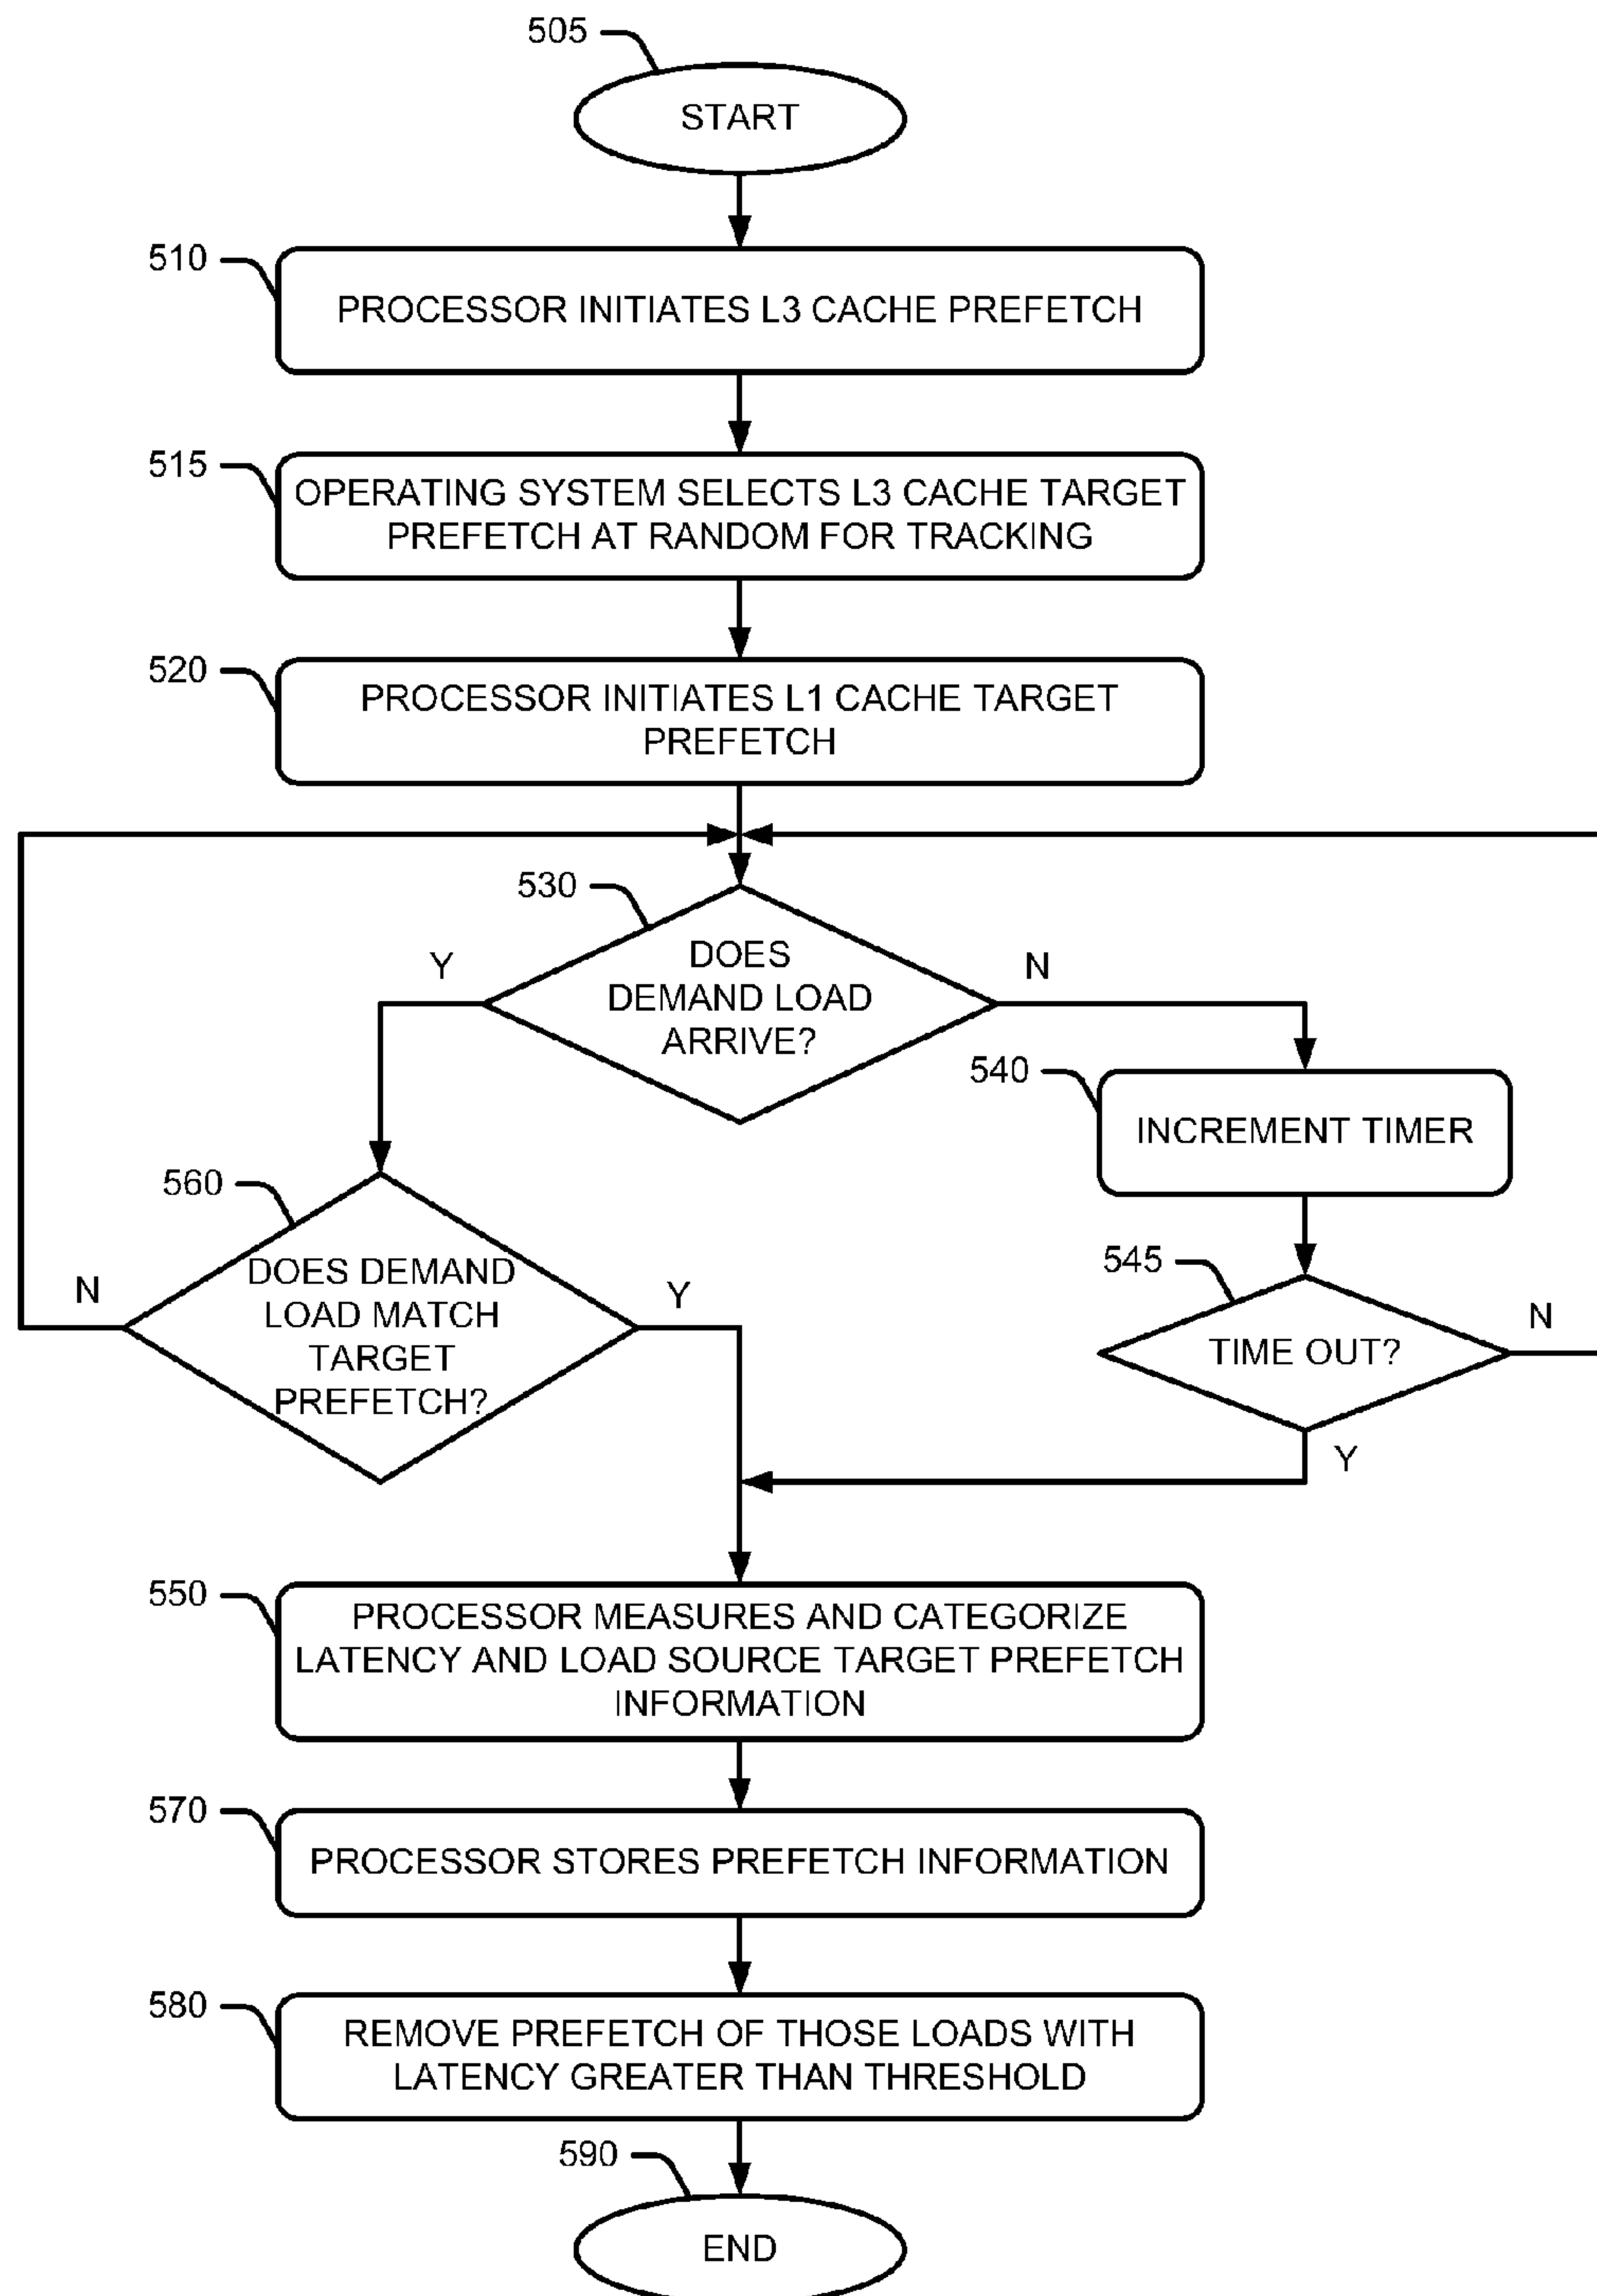 505
START
510
PROCESSOR INITIATES L3 CACHE PREFETCH
515
OPERATING SYSTEM SELECTS L3 CACHE TARGET
PREFETCH AT RANDOM FOR TRACKING
520
PROCESSOR INITIATES L1 CACHE TARGET
PREFETCH
530
DOES
DEMAND LOAD
ARRIVE?
Y
N
540
INCREMENT TIMER
560
DOES DEMAND
LOAD MATCH
TARGET
PREFETCH?
N
Y
545
TIME OUT?
N
Y
550
PROCESSOR MEASURES AND CATEGORIZE
LATENCY AND LOAD SOURCE TARGET PREFETCH
INFORMATION
570
PROCESSOR STORES PREFETCH INFORMATION
580
REMOVE PREFETCH OF THOSE LOADS WITH
LATENCY GREATER THAN THRESHOLD
590
END